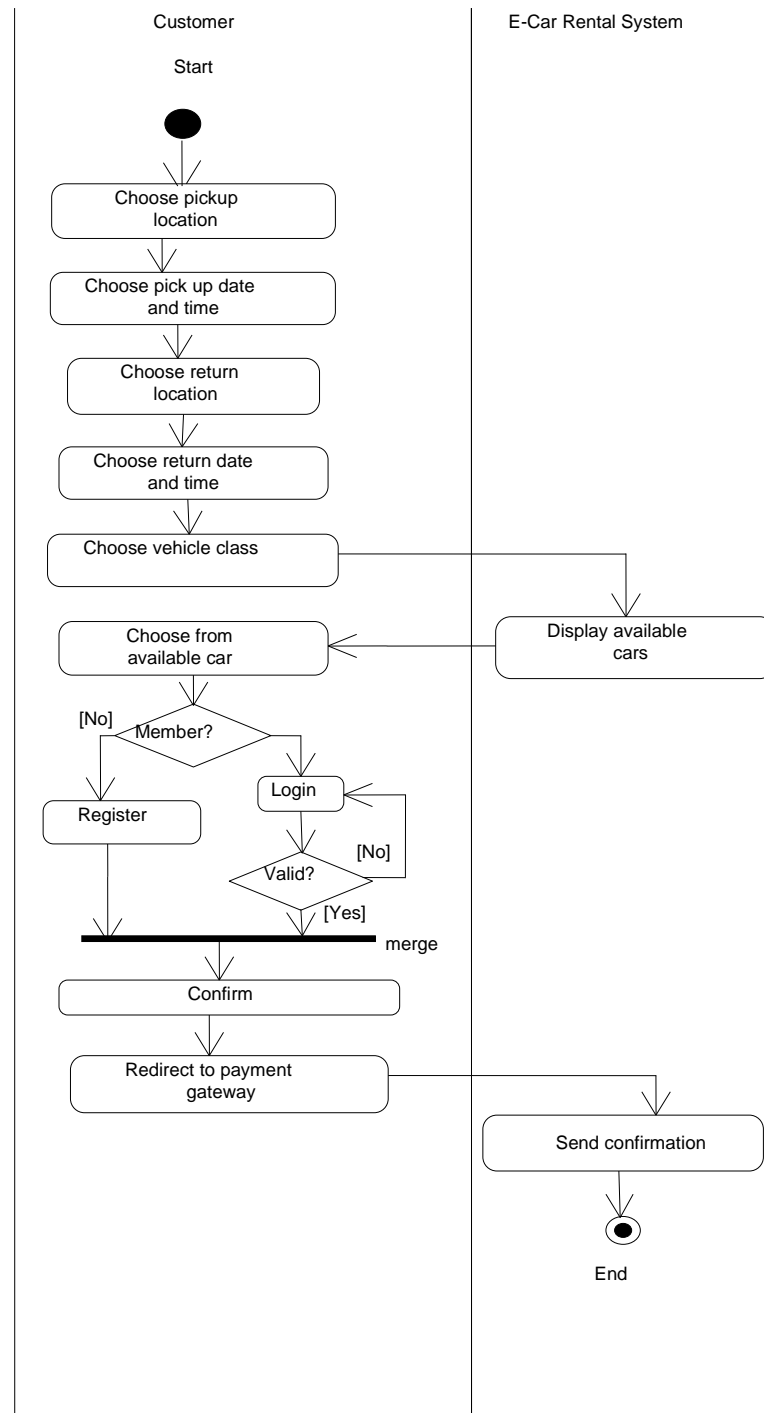 Customer
E-Car Rental System
Start
Choose pickup
location
Choose pick up date
and time
Choose return
location
Choose return date
and time
Choose vehicle class
Display available
cars
Choose from
available car
[No]
Member?
Login
Register
[No]
Valid?
[Yes]
merge
Confirm
Redirect to payment
gateway
Send confirmation
End